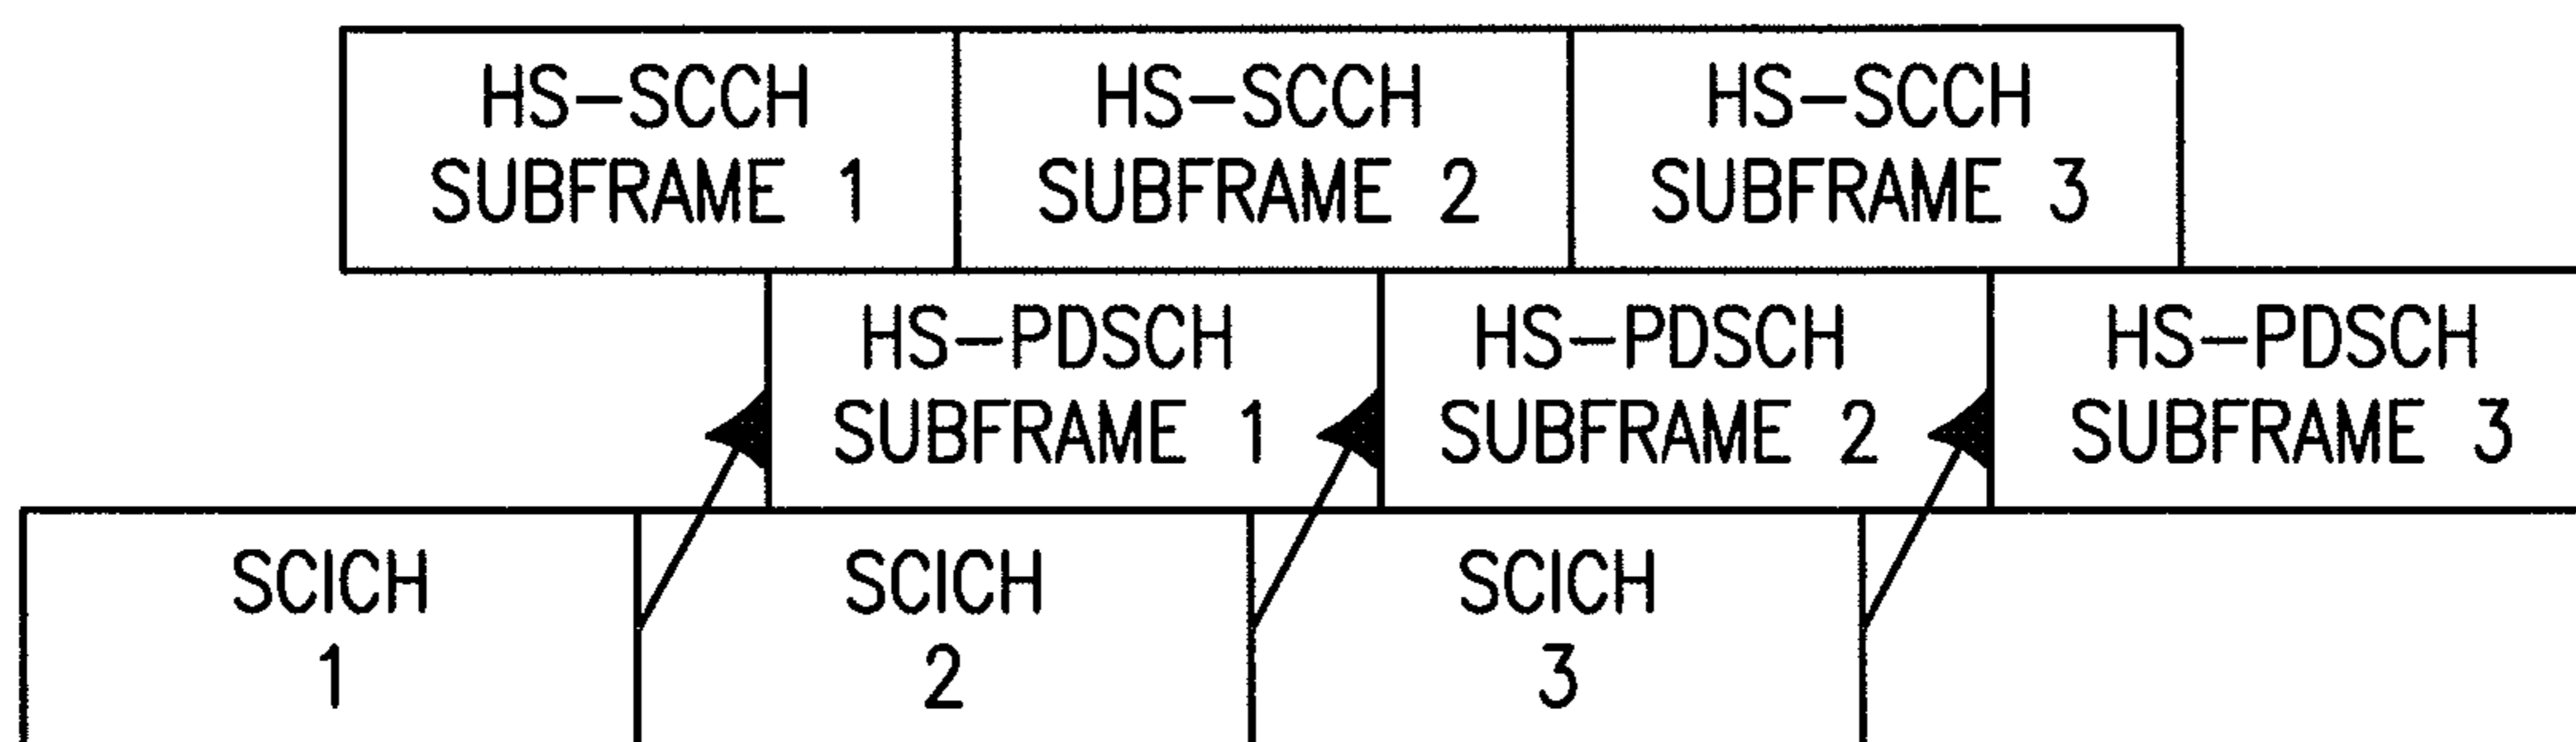 HS-SCCH
SUBFRAME 1
HS-SCCH
SUBFRAME 2
HS-SCCH
SUBFRAME 3
HS-PDSCH
SUBFRAME 1
HS-PDSCH
SUBFRAME 2
HS-PDSCH
SUBFRAME 3
SCICH
1
SCICH
2
SCICH
3